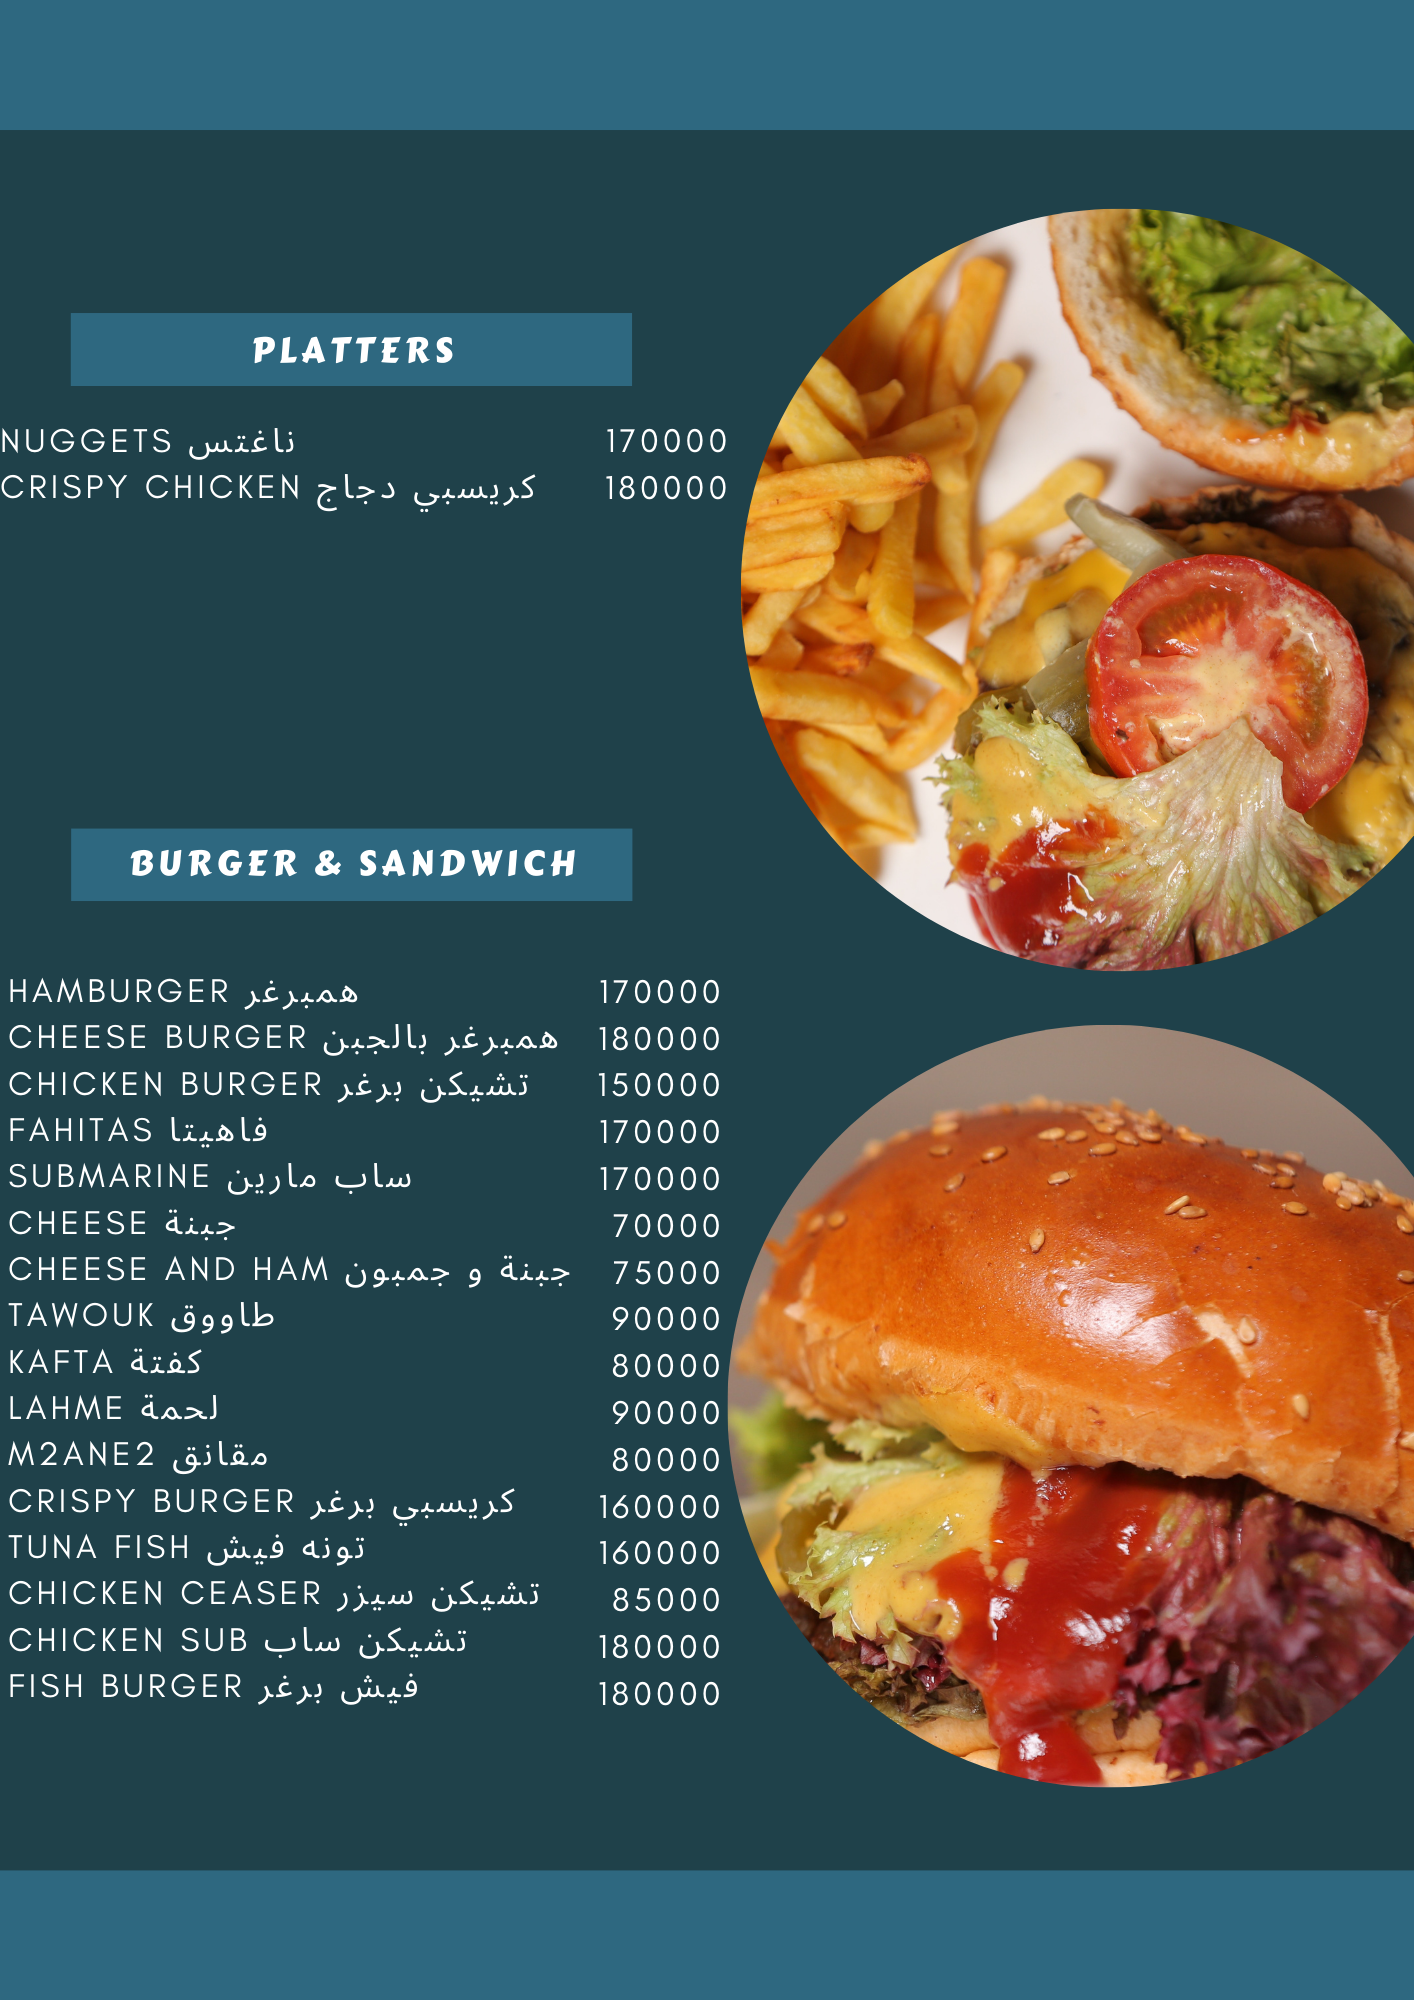 PLATTERS
NUGGETS ناغتس 170000
CRISPY CHICKEN كريسبي دجاج 180000
BURGER & SANDWICH
HAMBURGER همبرغر 170000
CHEESE BURGER همبرغر بالجبن 180000
CHICKEN BURGER تشيكن برغر 150000
FAHITAS فاهيتا 170000
SUBMARINE ساب مارين 170000
CHEESE جبنة 70000
CHEESE AND HAM جبنة و جمبون 75000
TAWOUK طاووق 90000
KAFTA كفتة 80000
LAHME لحمة 90000
M2ANE2 مقانق 80000
CRISPY BURGER كريسبي برغر 160000
TUNA FISH تونه فيش 160000
CHICKEN CEASER تشيكن سيزر 85000
CHICKEN SUB تشيكن ساب 180000
FISH BURGER فيش برغر 180000